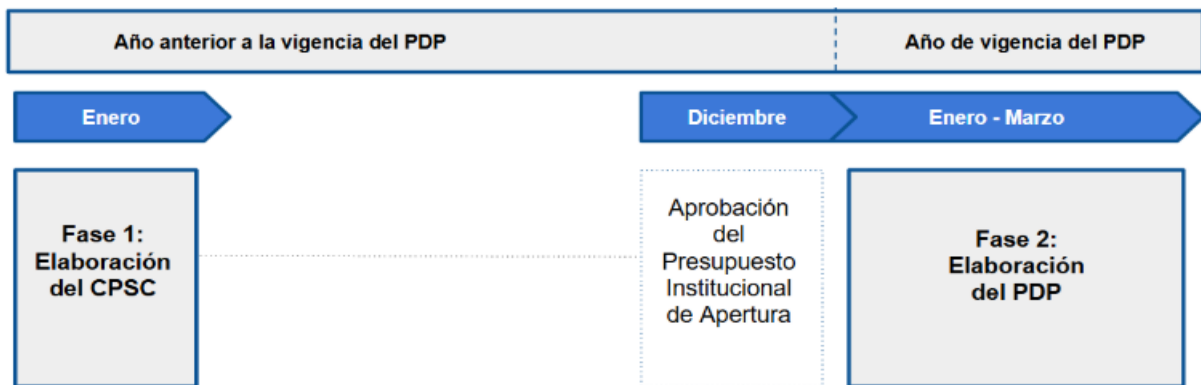 Año anterior a la vigencia del PDP
Año de vigencia del PDP
Enero
Diciembre
Enero - Marzo
Fase 1:
Elaboración
del CPSC
Aprobación
del
Presupuesto
Institucional
de Apertura
Fase 2:
Elaboración
del PDP